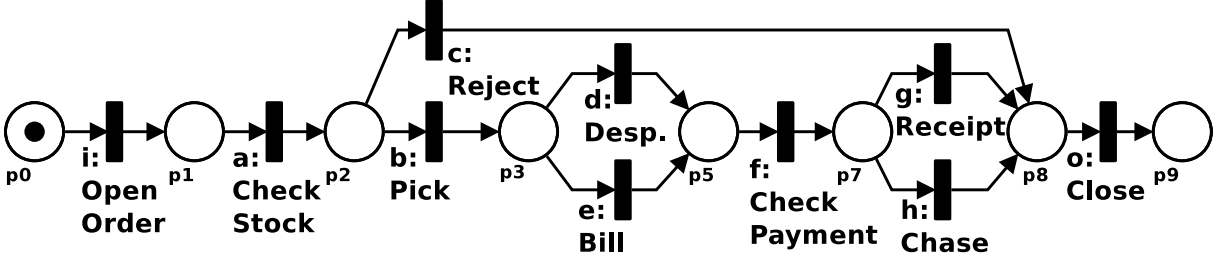 c:
Reject
d:
Desp.
g:
Receipt
p0
i:
Open
Order
p1
a:
Check
Stock
p2
b:
Pick
p3
e:
Bill
p5
f:
Check
Payment
p7
h:
Chase
p8
o:
Close
p9